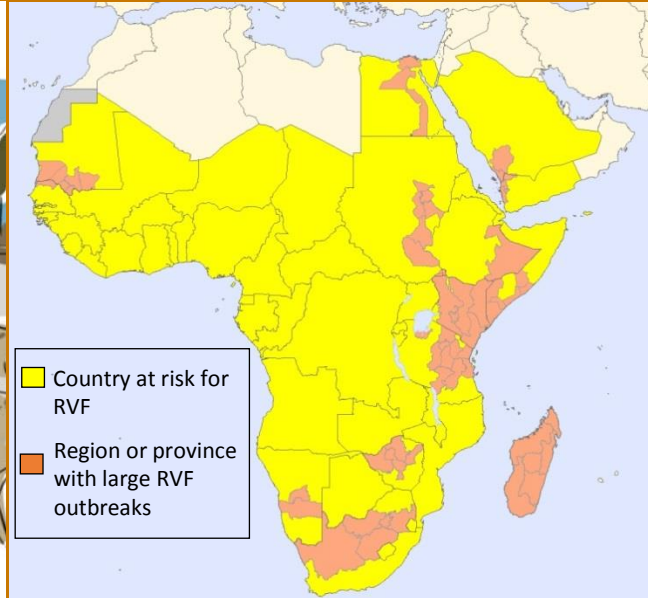 Country at risk for
RVF
Region or province
with large RVF
outbreaks